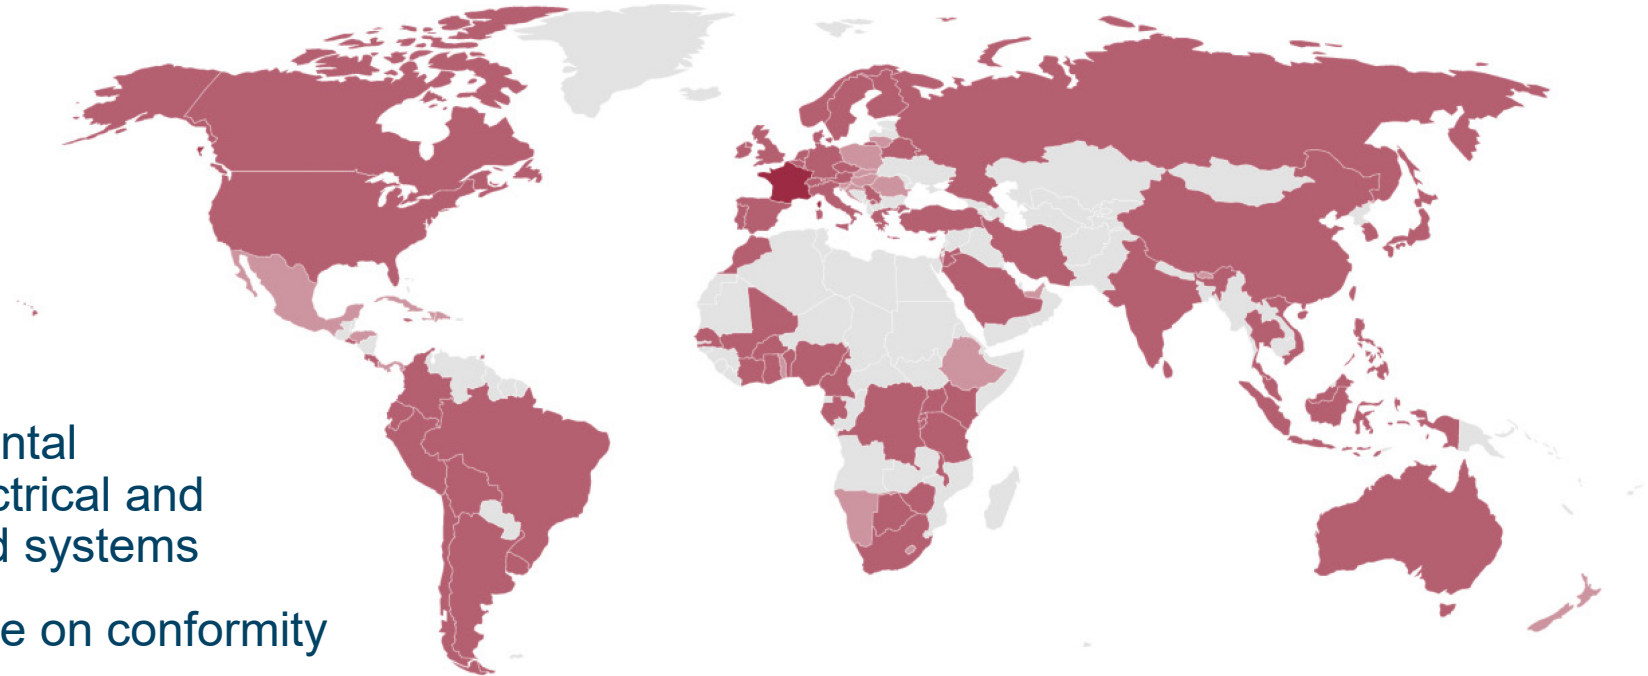 ntal
ctrical and
d systems
e on conformity